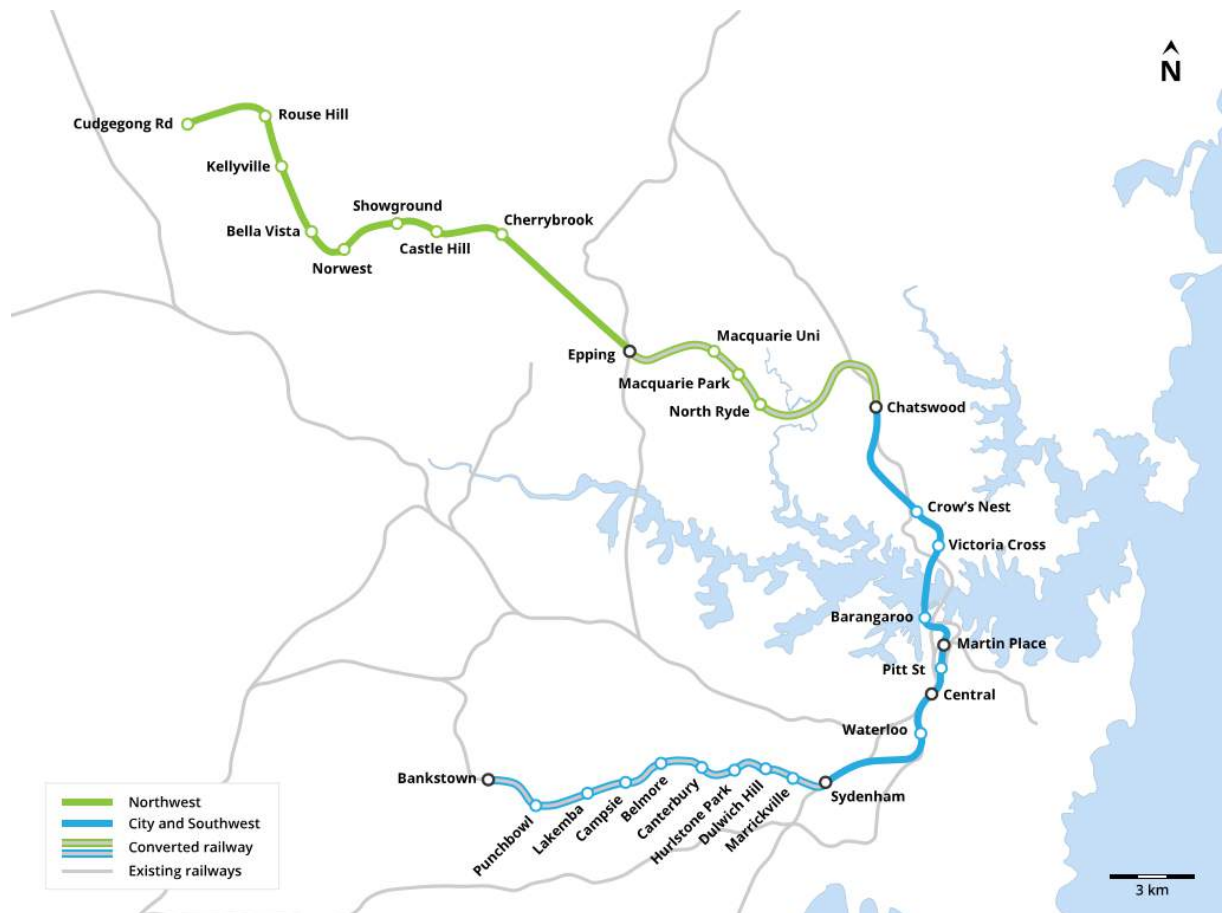 N
Cudgegong Rd
Rouse Hill
Kellyville
Showground
Cherrybrook
Bella Vista
Castle Hill
Norwest
Macquarie Uni
Epping
Macquarie Park
North Ryde
Chatswood
Crow's Nest
Victoria Cross
Barangaroo
Martin Place
Pitt St
Central
Waterloo
Bankstown
Sydenham
Punchbowl
Lakemba
Campsie
Belmore
Canterbury
Hurlstone Park
Dulwich Hill
Marrickville
Northwest
City and Southwest
Converted railway
Existing railways
3 km